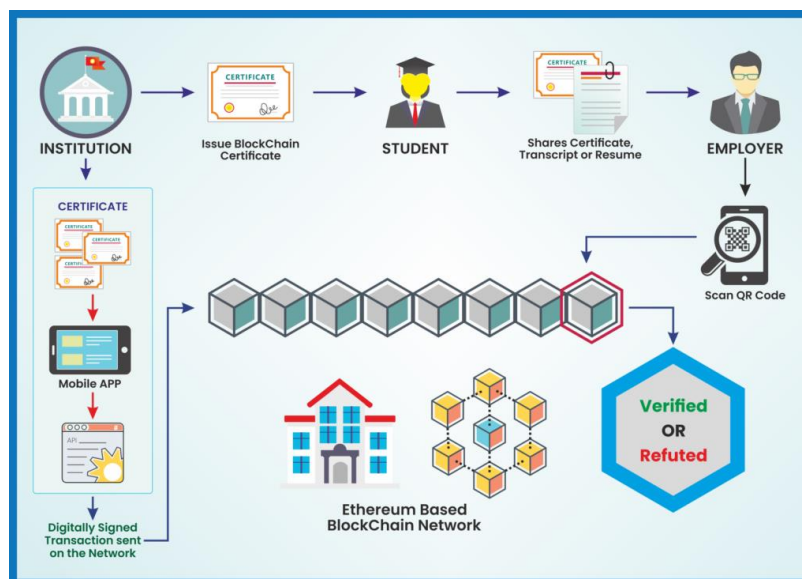 INSTITUTION
CERTIFICATE
Issue BlockChain
Certificate
STUDENT
CERTIFICATE
Shares Certificate,
Transcript or Resume
EMPLOYER
CERTIFICATE
CERTIFICATE
CERTIFICATE
CERTIFICATE
Mobile APP
API
Digitally Signed
Transaction sent
on the Network
Scan QR Code
Ethereum Based
BlockChain Network
Verified
OR
Refuted